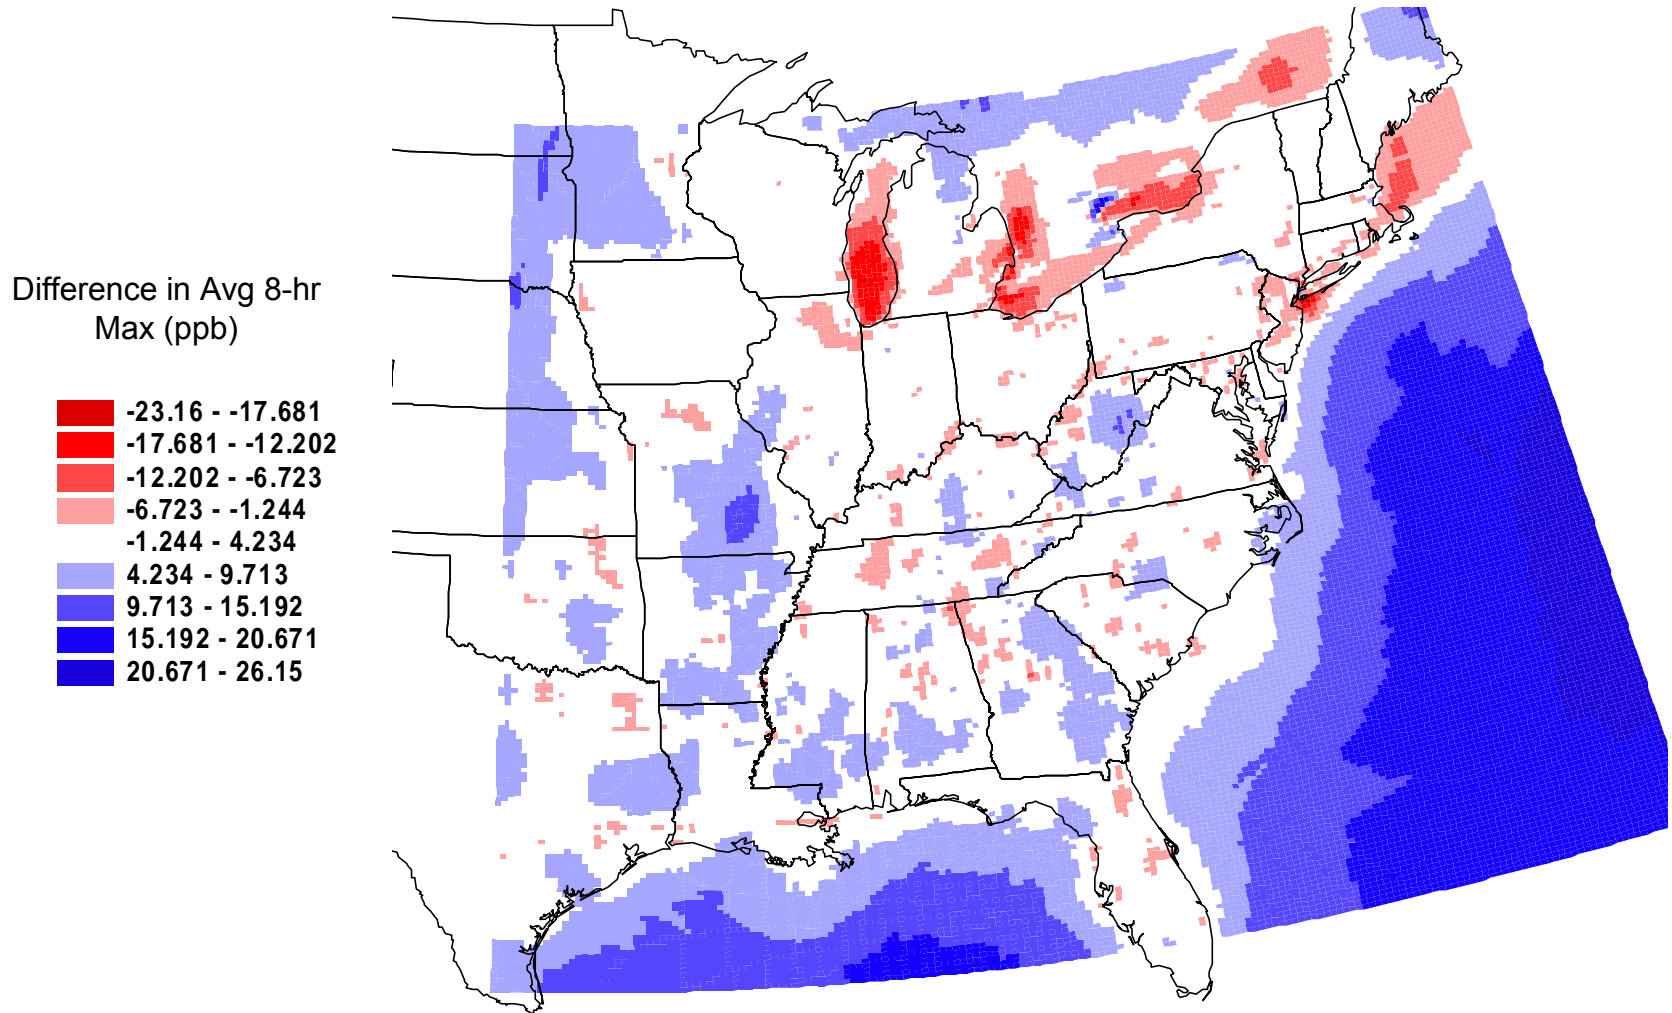 Difference in Avg 8-hr
Max (ppb)
-23.16 - -17.681
-17.681 - -12.202
-12.202 - -6.723
-6.723 - -1.244
-1.244 - 4.234
4.234 - 9.713
9.713 - 15.192
15.192 - 20.671
20.671 - 26.15